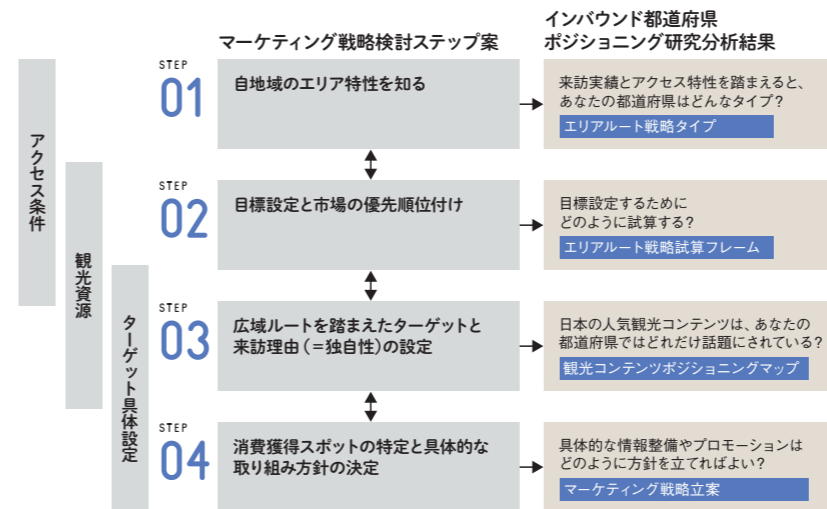 マーケティング戦略検討ステップ案
インバウンド都道府県
ポジショニング研究分析結果
アクセス条件
観光資源
ターゲット具体設定
STEP
01
自地域のエリア特性を知る
来訪実績とアクセス特性を踏まえると、
あなたの都道府県はどんなタイプ？
エリアルート戦略タイプ
STEP
02
目標設定と市場の優先順位付け
目標設定するために
どのように試算する？
エリアルート戦略試算フレーム
STEP
03
広域ルートを踏まえたターゲットと
来訪理由（＝独自性）の設定
日本の人気観光コンテンツは、あなたの
都道府県ではどれだけ話題にされている？
観光コンテンツポジショニングマップ
STEP
04
消費獲得スポットの特定と具体的な
取り組み方針の決定
具体的な情報整備やプロモーションは
どのように方針を立てればよい？
マーケティング戦略立案